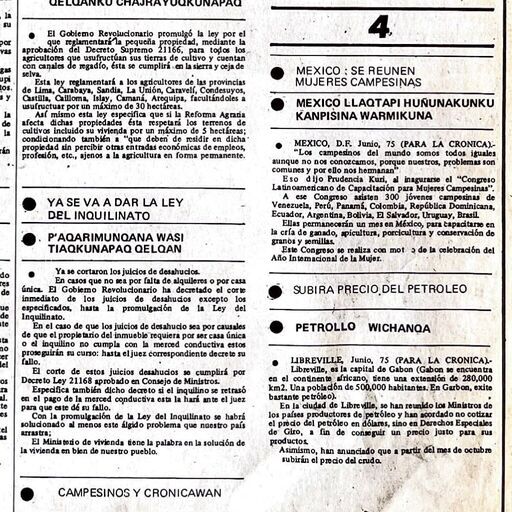 QELQANKU CHAJRAYUQKUNAPAQ
El Gobierno Revolucionario promulgó la ley por el
que reglamentará la pequeña propiedad, mediante la
aprobación del Decreto Supremo 21166, para todos los
agricultores que usufructúan sus tierras de cultivo y cuentan
con canales de regadío, ésta se cumplirá en la sierra y ceja de
selva.
Esta ley reglamentará a los agricultores de las provincias
de Lima, Carabaya, Sandia, La Unión, Caravelí, Condesuyos,
Castilla, Cailloma, Islay, Camaná, Arequipa, facultándoles a
usufructuar por un máximo de 30 hectáreas.
Así mismo esta ley especifica que si la Reforma Agraria
afecta dichas propiedades ésta respetará los terrenos de
cultivos incluido su vivienda por un máximo de 5 hectáreas;
condicionando también a "que deben de residir en dicha
propiedad sin percibir otras entradas económicas de empleos,
profesión, etc., ajenos a la agricultura en forma permanente.
YA SE VA A DAR LA LEY
DEL INQUILINATO
P'AQARIMUNQANA WASI
TIAQKUNAPAQ QELQAN
Ya se cortaron los juicios de desahucios.
En casos que no sea por falta de alquileres o por casa
única. El Gobierno Revolucionario ha decretado el corte
inmediato de los juicios de desahucios excepto los
especificados, hasta la promulgación de la Ley del
Inquilinato.
En el caso de que los juicios de desahucio sea por causales
de que el propietario del inmueble requiera por ser casa única
o el inquilino no cumpla con la merced conductiva estos
proseguirán su curso: hasta el juez correspondiente decrete su
fallo.
El corte de estos juicios desahucios se cumplirá por
Decreto Ley 21168 aprobado en Consejo de Ministros.
Especifica también dicho decreto si el inquilino se retrasó
en el pago de la merced conductiva esta la hará ante el juez
para que este dé su fallo.
Con la promulgación de la Ley del Inquilinato se habrá
solucionado al menos este álgido problema que nuestro país
arrastra;
El Ministerio de vivienda tiene la palabra en la solución de
la vivienda en bien de nuestro pueblo.
CAMPESINOS Y CRONICAWAN
4
MEXICO : SE REUNEN
MUJERES CAMPESINAS
MEXICO LLAQTAPI HUÑUNAKUNKU
KANPISINA WARMIKUNA
MEXICO, D.F. Junio, 75 (PARA LA CRONICA).-
"Los campesinos del mundo somos todos iguales
aunque no nos conozcamos, porque nuestros, problemas son
comunes y por ello nos hermanan"
Eso dijo Prudencia Kuri, al inagurarse el "Congreso
Latinoamericano de Capacitación para Mujeres Campesinas".
A ese Congreso asisten 300 jóvenes campesinas de
Venezuela, Perú, Panamá, Colombia, República Dominicana,
Ecuador, Argentina, Bolivia, El Salvador, Uruguay, Brasil.
Ellas permanecerán un mes en México, para capacitarse en
la cría de ganado, apicultura, porcicultura y conservación de
granos y semillas.
Este Congreso se realiza con mot o de la celebración del
Año Internacional de la Mujer.
SUBIRA PRECIO DEL PETROLEO
PETROLLO WICHANQA
LIBREVILLE, Junio, 75 (PARA LA CRONICA).-
Libreville, es la capital de Gabón (Gabón se encuentra
en el continente africano, tiene una extensión de 280,000
km2. Una población de 500,000 habitantes. En Garbon, exite
bastante petróleo).
En la ciudad de Libreville, se han reunido los Ministros de
los países productores de petróleo y han acordado no cotizar
el precio del petróleo en dólares, sino en Derechos Especiales
de Giro, a fin de conseguir un precio justo para sus
productos.
Asimismo, han anunciado que a partir del mes de octubre
subirán el precio del crudo.